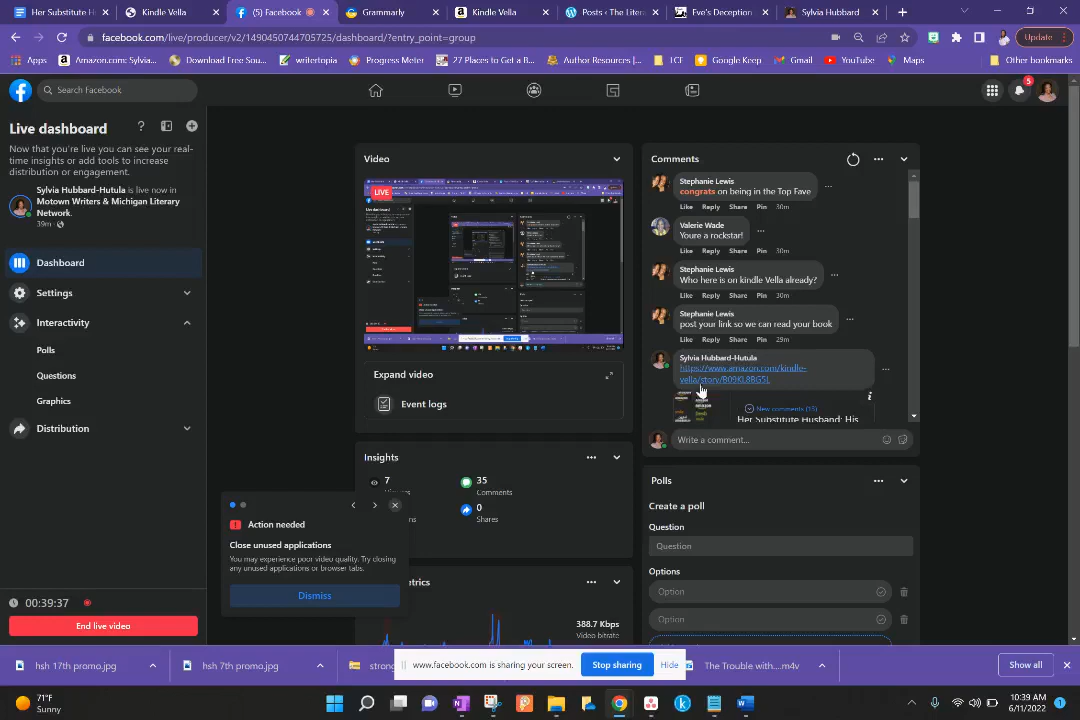 Her Substitute H
Kindle Vella
(5) Facebook
Grammarly
Kindle Vella
Posts ‹ The Litera
Eve's Deception
Sylvia Hubbard
facebook.com/live/producer/v2/1490450744705725/dashboard/?entry_point=group
Update
Apps
Amazon.com: Sylvia...
Download Free Sou...
writertopia
Progress Meter
27 Places to Get a B...
Author Resources |...
LCF
Google Keep
Gmail
YouTube
Maps
Other bookmarks
Search Facebook
5
Live dashboard
Now that you're live you can see your real-
time insights or add tools to increase
distribution or engagement.
Sylvia Hubbard-Hutula is live now in
Motown Writers & Michigan Literary
Network.
39m
Dashboard
Settings
Interactivity
Polls
Questions
Graphics
Distribution
00:39:37
End live video
Video
LIVE
Expand video
Event logs
Insights
7
35
Comments
0
Shares
388.7 Kbps
Video bitrate
Action needed
Close unused applications
You may experience poor video quality. Try closing
any unused applications or browser tabs.
Dismiss
Comments
Stephanie Lewis
congrats on being in the Top Fave
Like Reply Share Pin 30m
Valerie Wade
Youre a rockstar!
Like Reply Share Pin 30m
Stephanie Lewis
Who here is on kindle Vella already?
Like Reply Share Pin 30m
Stephanie Lewis
post your link so we can read your book
Like Reply Share Pin 29m
Sylvia Hubbard-Hutula
https://www.amazon.com/kindle-
vella/story/B09KL8BG5L
New comments (15)
Her Substitute Husband: His
Write a comment...
Polls
Create a poll
Question
Question
Options
Option
Option
hsh 17th promo.jpg
hsh 7th promo.jpg
strong
www.facebook.com is sharing your screen.
Stop sharing
Hide
The Trouble with....m4v
Show all
71°F
Sunny
10:39 AM
6/11/2022